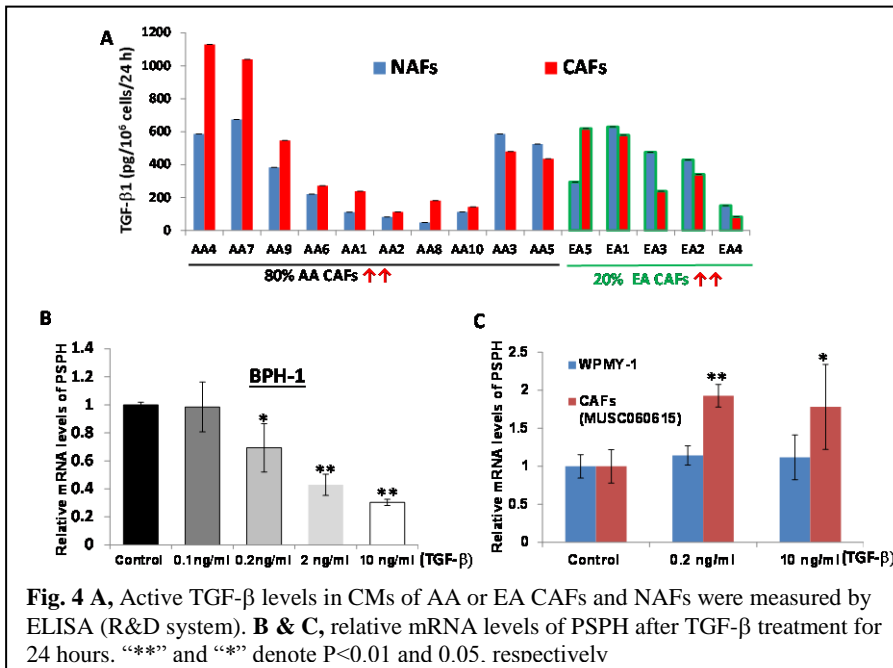 A
1200
1000
800
600
400
200
0
TGF-β1 (pg/10⁶ cells/24 h)
NAFs
CAFs
AA4 AA7 AA9 AA6 AA1 AA2 AA8 AA10 AA3 AA5 EA5 EA1 EA3 EA2 EA4
80% AA CAFs ↑↑
20% EA CAFs ↑↑
B
1.4
1.2
1
0.8
0.6
0.4
0.2
0
Relative mRNA levels of PSPH
BPH-1
*
**
**
Control 0.1ng/ml 0.2ng/ml 2 ng/ml 10 ng/ml (TGF-β)
C
2.5
2
1.5
1
0.5
0
Relative mRNA levels of PSPH
WPMY-1
CAFs
(MUSC060615)
**
*
Control 0.2 ng/ml 10 ng/ml (TGF-β)
Fig. 4 A, Active TGF-β levels in CMs of AA or EA CAFs and NAFs were measured by
ELISA (R&D system). B & C, relative mRNA levels of PSPH after TGF-β treatment for
24 hours. “**” and “*” denote P<0.01 and 0.05, respectively